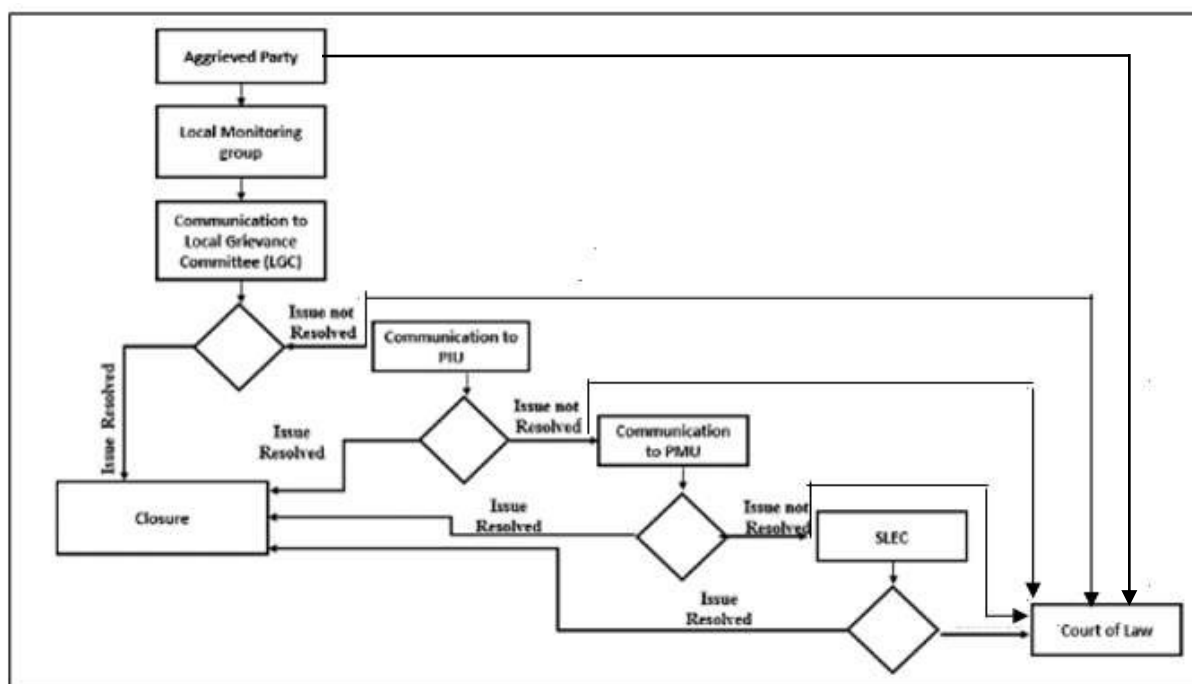 Aggrieved Party
Local Monitoring
group
Communication to
Local Grievance
Committee (LGC)
Issue not
Resolved
Communication to
PIU
Issue Resolved
Issue not
Resolved
Issue
Resolved
Communication
to PMU
Closure
Issue
Resolved
Issue not
Resolved
SLEC
Issue
Resolved
Court of Law